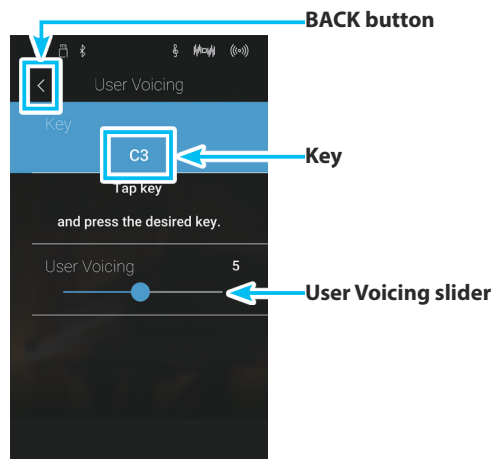 BACK button
User Voicing
Key
C3
Key
Tap key
and press the desired key.
User Voicing 5
User Voicing slider